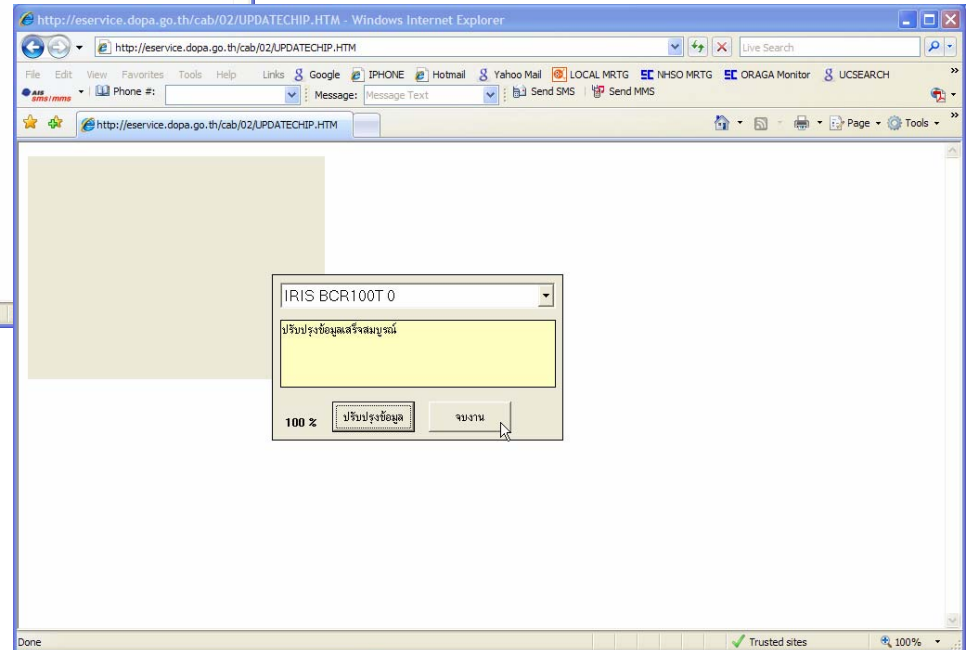 http://eservice.dopa.go.th/cab/02/UPDATECHIP.HTM - Windows Internet Explorer
http://eservice.dopa.go.th/cab/02/UPDATECHIP.HTM Live Search
File Edit View Favorites Tools Help Links Google IPHONE Hotmail Yahoo Mail LOCAL MRTG NHSO MRTG ORAGA Monitor UCSEARCH »
AIS sms/mms Phone #: Message: Message Text Send SMS Send MMS
http://eservice.dopa.go.th/cab/02/UPDATECHIP.HTM Page Tools »
IRIS BCR100T 0
ปรับปรุงข้อมูลเสร็จสมบูรณ์
100 % ปรับปรุงข้อมูล จบงาน
Done Trusted sites 100%